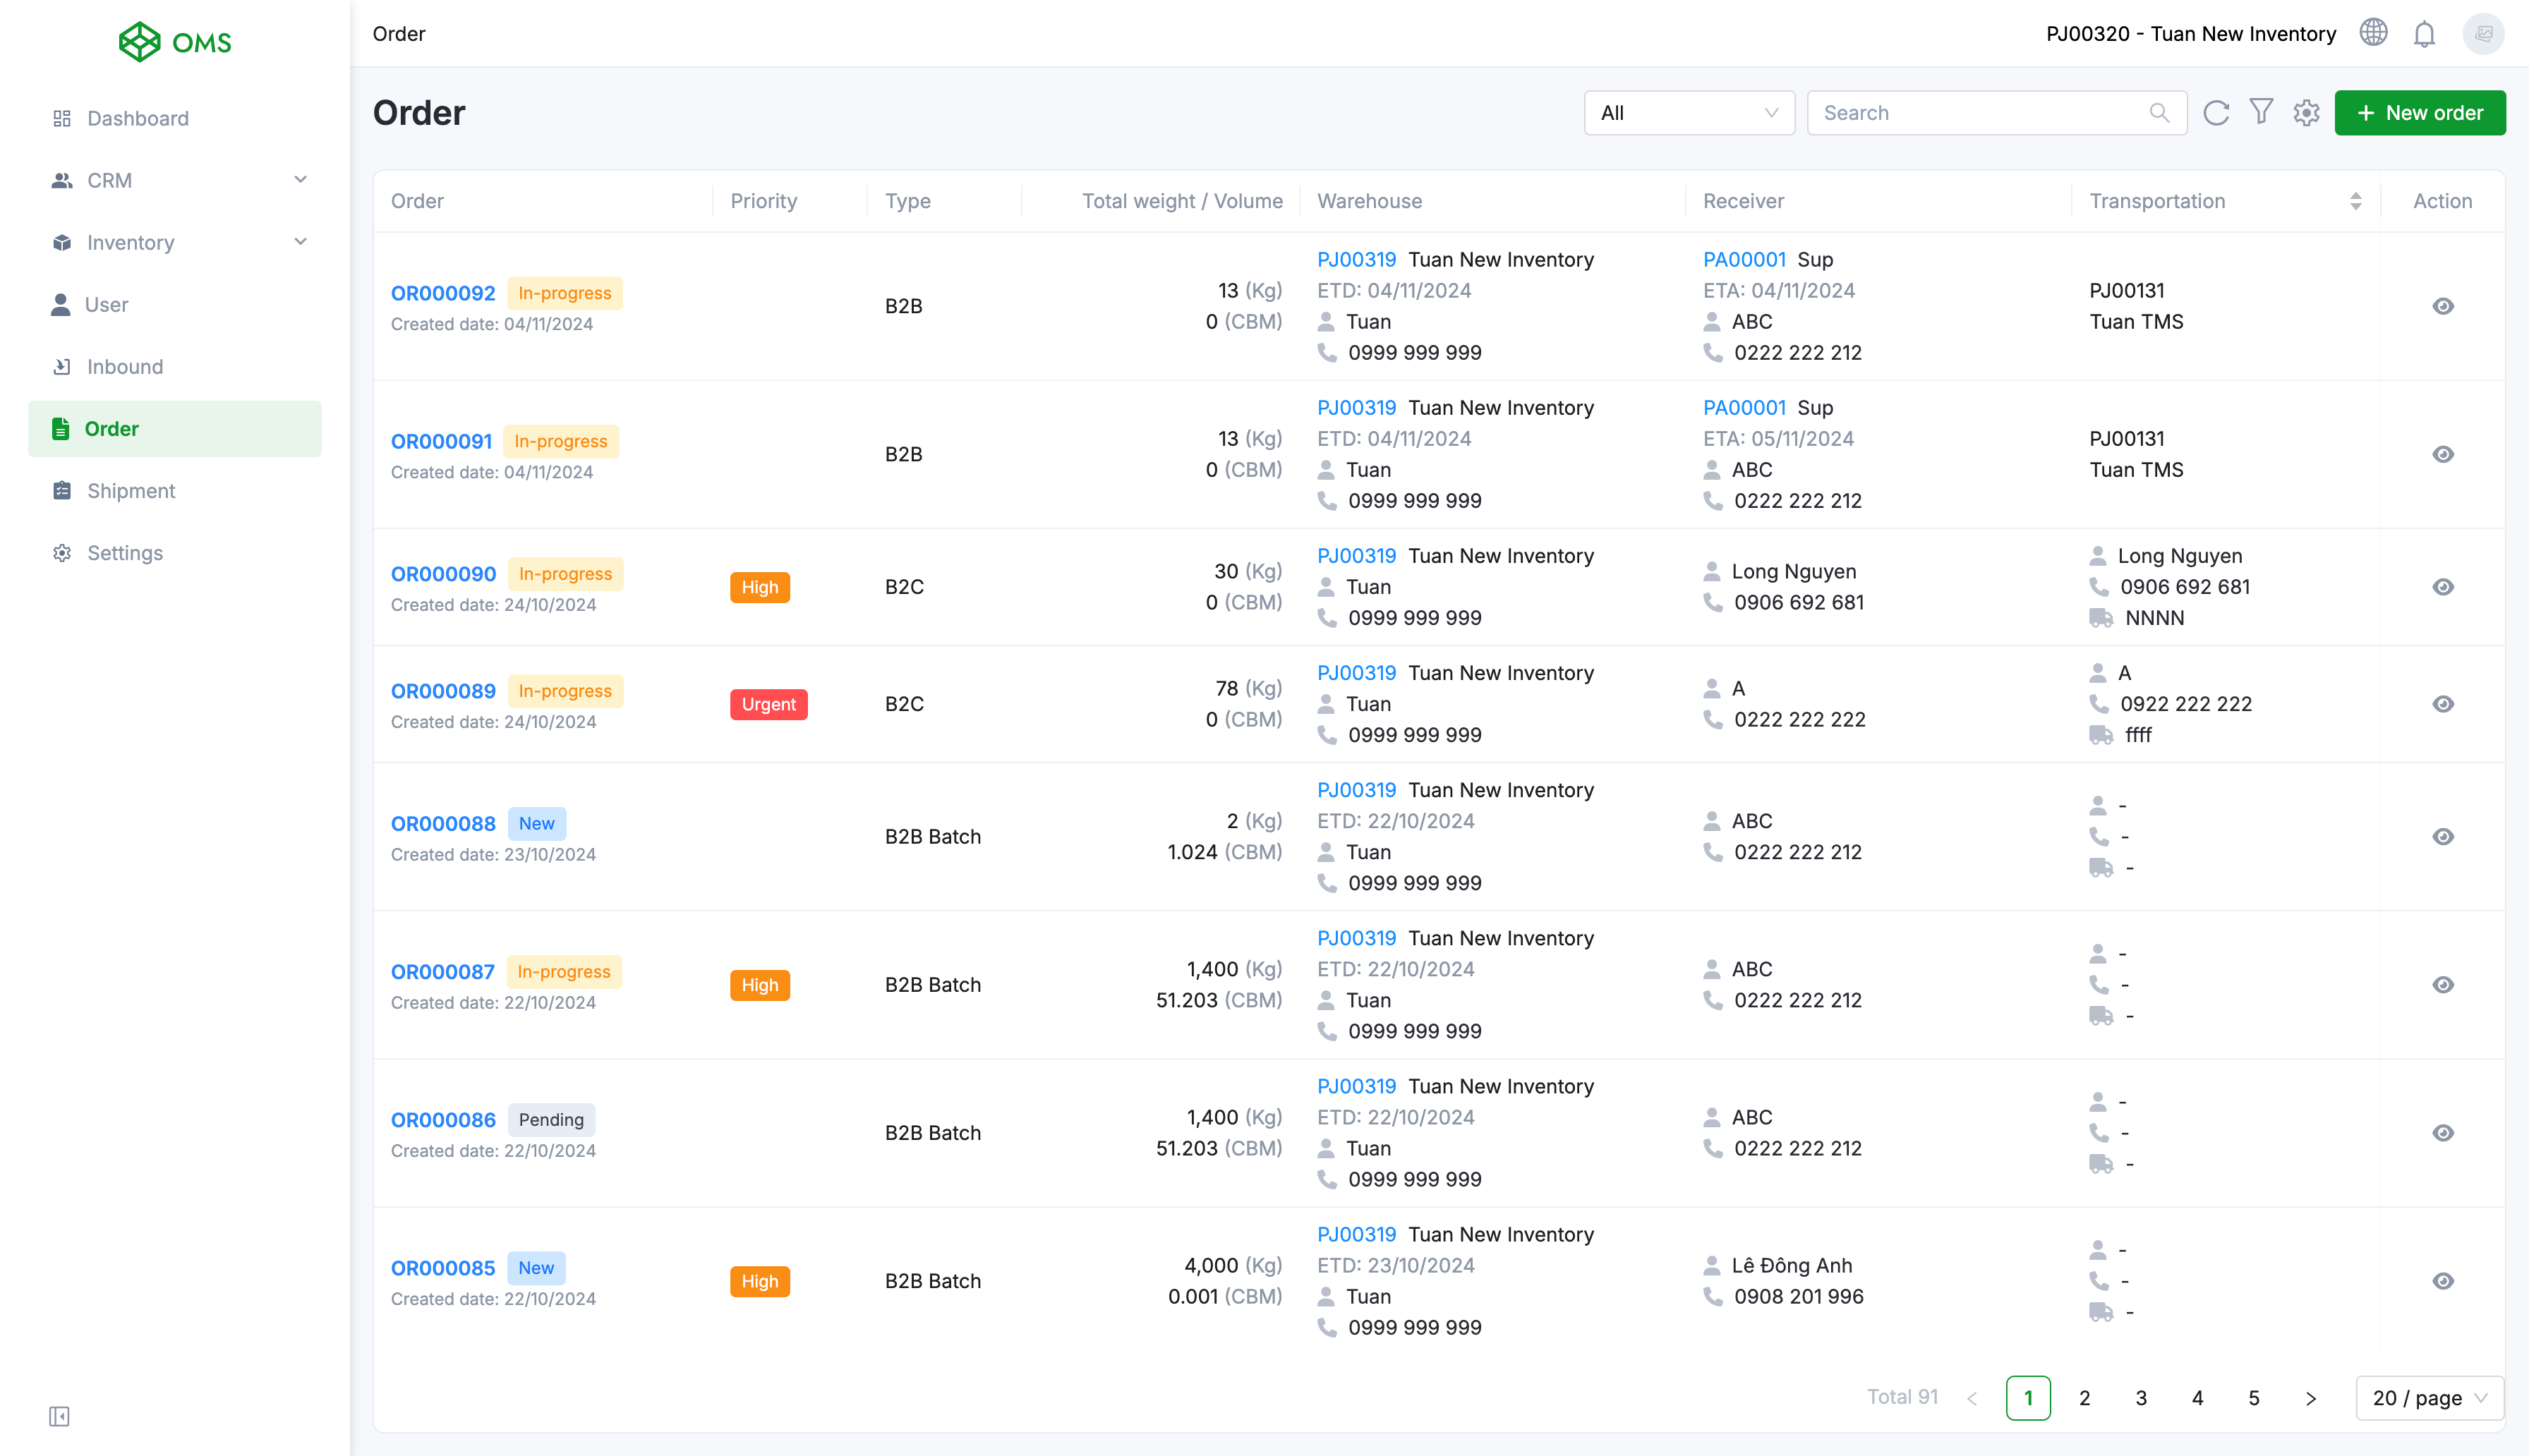 OMS
Dashboard
CRM
Inventory
User
Inbound
Order
Shipment
Settings
Order
PJ00320 - Tuan New Inventory
Order
All
Search
+ New order
Order Priority Type Total weight / Volume Warehouse Receiver Transportation Action
OR000092 In-progress
Created date: 04/11/2024
B2B
13 (Kg)
0 (CBM)
PJ00319 Tuan New Inventory
ETD: 04/11/2024
Tuan
0999 999 999
PA00001 Sup
ETA: 04/11/2024
ABC
0222 222 212
PJ00131
Tuan TMS
OR000091 In-progress
Created date: 04/11/2024
B2B
13 (Kg)
0 (CBM)
PJ00319 Tuan New Inventory
ETD: 04/11/2024
Tuan
0999 999 999
PA00001 Sup
ETA: 05/11/2024
ABC
0222 222 212
PJ00131
Tuan TMS
OR000090 In-progress
Created date: 24/10/2024
High
B2C
30 (Kg)
0 (CBM)
PJ00319 Tuan New Inventory
Tuan
0999 999 999
Long Nguyen
0906 692 681
Long Nguyen
0906 692 681
NNNN
OR000089 In-progress
Created date: 24/10/2024
Urgent
B2C
78 (Kg)
0 (CBM)
PJ00319 Tuan New Inventory
Tuan
0999 999 999
A
0222 222 222
A
0922 222 222
ffff
OR000088 New
Created date: 23/10/2024
B2B Batch
2 (Kg)
1.024 (CBM)
PJ00319 Tuan New Inventory
ETD: 22/10/2024
Tuan
0999 999 999
ABC
0222 222 212
-
-
-
OR000087 In-progress
Created date: 22/10/2024
High
B2B Batch
1,400 (Kg)
51.203 (CBM)
PJ00319 Tuan New Inventory
ETD: 22/10/2024
Tuan
0999 999 999
ABC
0222 222 212
-
-
-
OR000086 Pending
Created date: 22/10/2024
B2B Batch
1,400 (Kg)
51.203 (CBM)
PJ00319 Tuan New Inventory
ETD: 22/10/2024
Tuan
0999 999 999
ABC
0222 222 212
-
-
-
OR000085 New
Created date: 22/10/2024
High
B2B Batch
4,000 (Kg)
0.001 (CBM)
PJ00319 Tuan New Inventory
ETD: 23/10/2024
Tuan
0999 999 999
Lê Đông Anh
0908 201 996
-
-
-
Total 91 < 1 2 3 4 5 > 20 / page